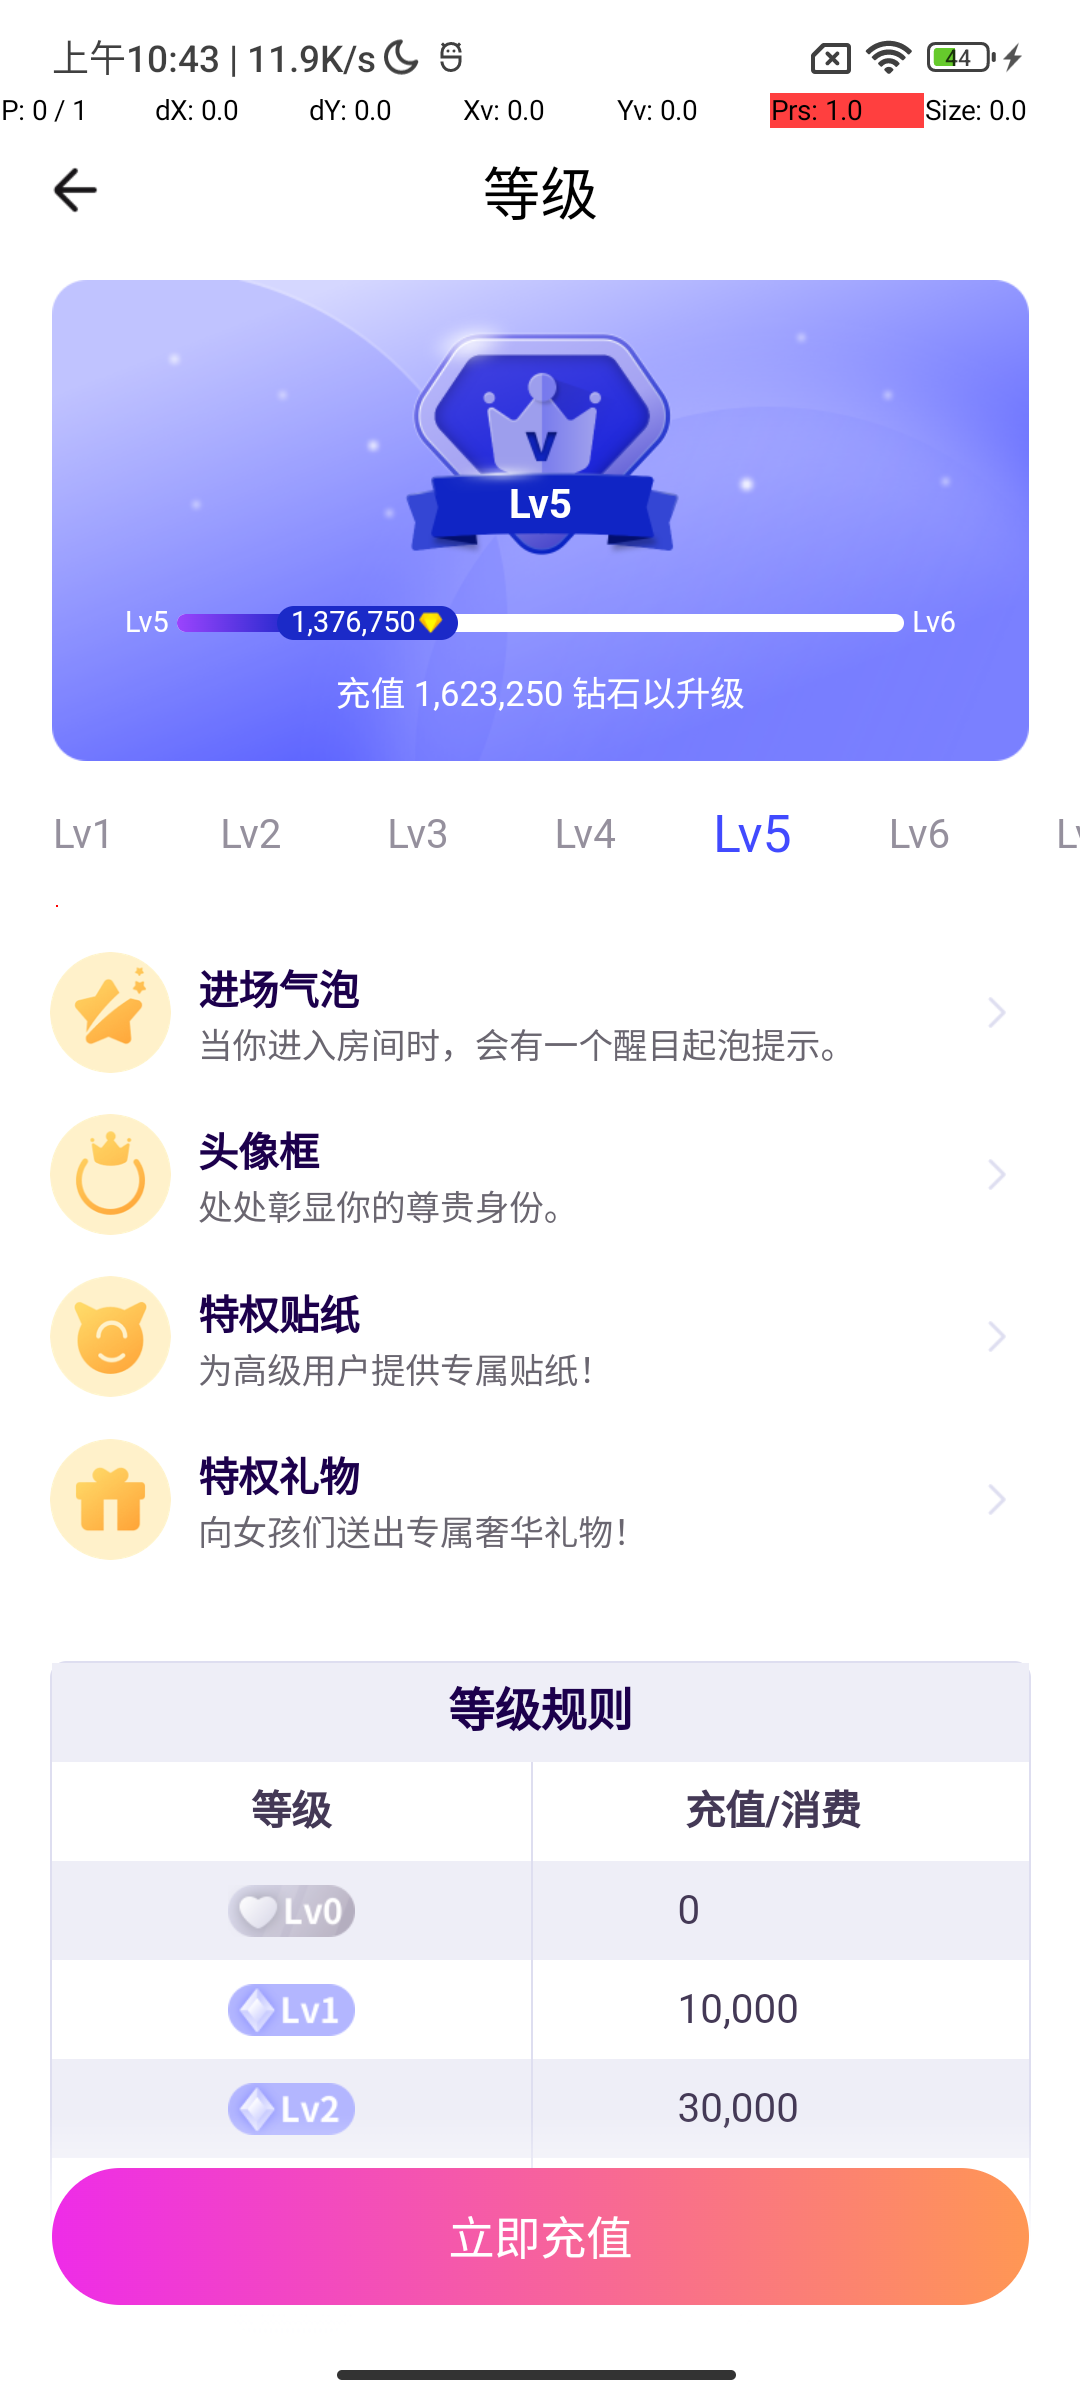 上午10:43 | 11.9K/s
44
P: 0 / 1 dX: 0.0 dY: 0.0 Xv: 0.0 Yv: 0.0 Prs: 1.0 Size: 0.0
等级
V
Lv5
Lv5 1,376,750 Lv6
充值 1,623,250 钻石以升级
Lv1 Lv2 Lv3 Lv4 Lv5 Lv6
进场气泡
当你进入房间时，会有一个醒目起泡提示。
头像框
处处彰显你的尊贵身份。
特权贴纸
为高级用户提供专属贴纸！
特权礼物
向女孩们送出专属奢华礼物！
等级规则
等级 充值/消费
Lv0 0
Lv1 10,000
Lv2 30,000
立即充值